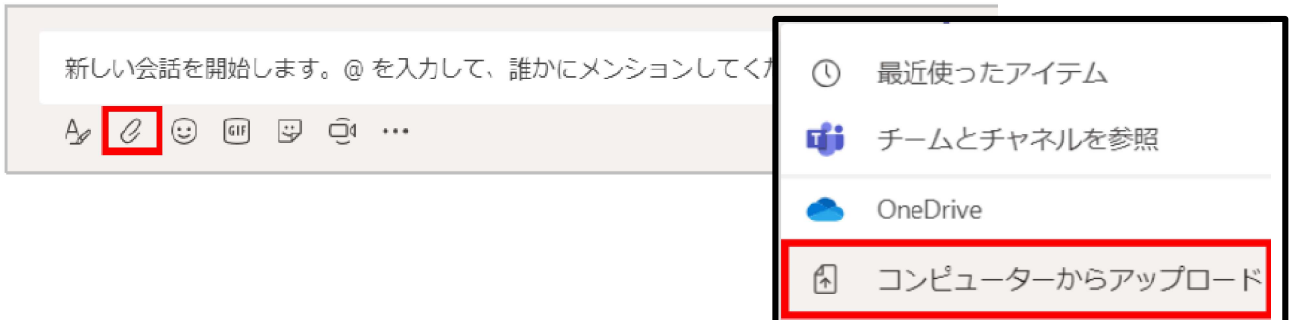 新しい会話を開始します。@ を入力して、誰かにメンションしてくだ
GIF
最近使ったアイテム
チームとチャネルを参照
OneDrive
コンピューターからアップロード